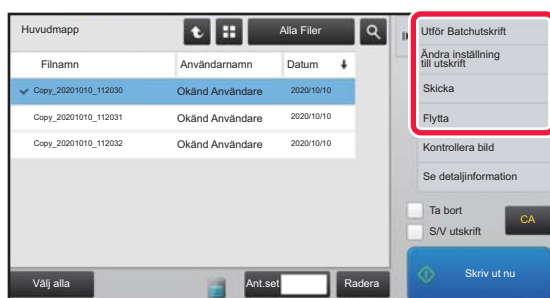 Huvudmapp
Alla Filer
Filnamn Användarnamn Datum
Copy_20201010_112030 Okänd Användare 2020/10/10
Copy_20201010_112031 Okänd Användare 2020/10/10
Copy_20201010_112032 Okänd Användare 2020/10/10
Välj alla
Ant.set
Radera
Utför Batchutskrift
Ändra inställning
till utskrift
Skicka
Flytta
Kontrollera bild
Se detaljinformation
Ta bort
S/V utskrift
CA
Skriv ut nu